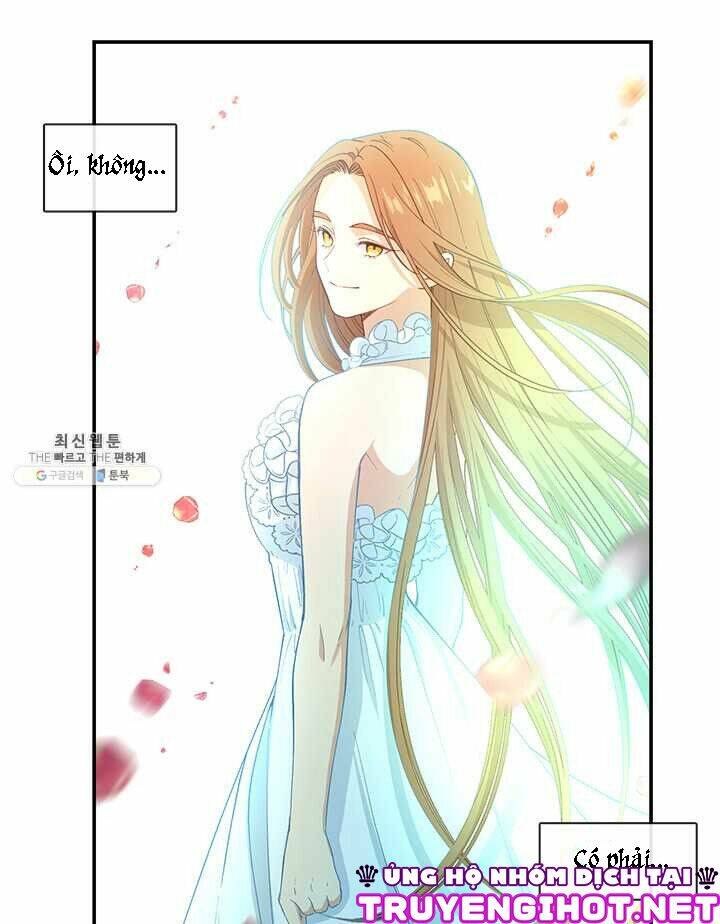 Ôi, không...
최신웹툰
THE 빠르고 THE 편하게
G 구글검색 툰북
Có phải...
ỦNG HỘ NHÓM DỊCH TẠI
TRUYENGIHOT.NET